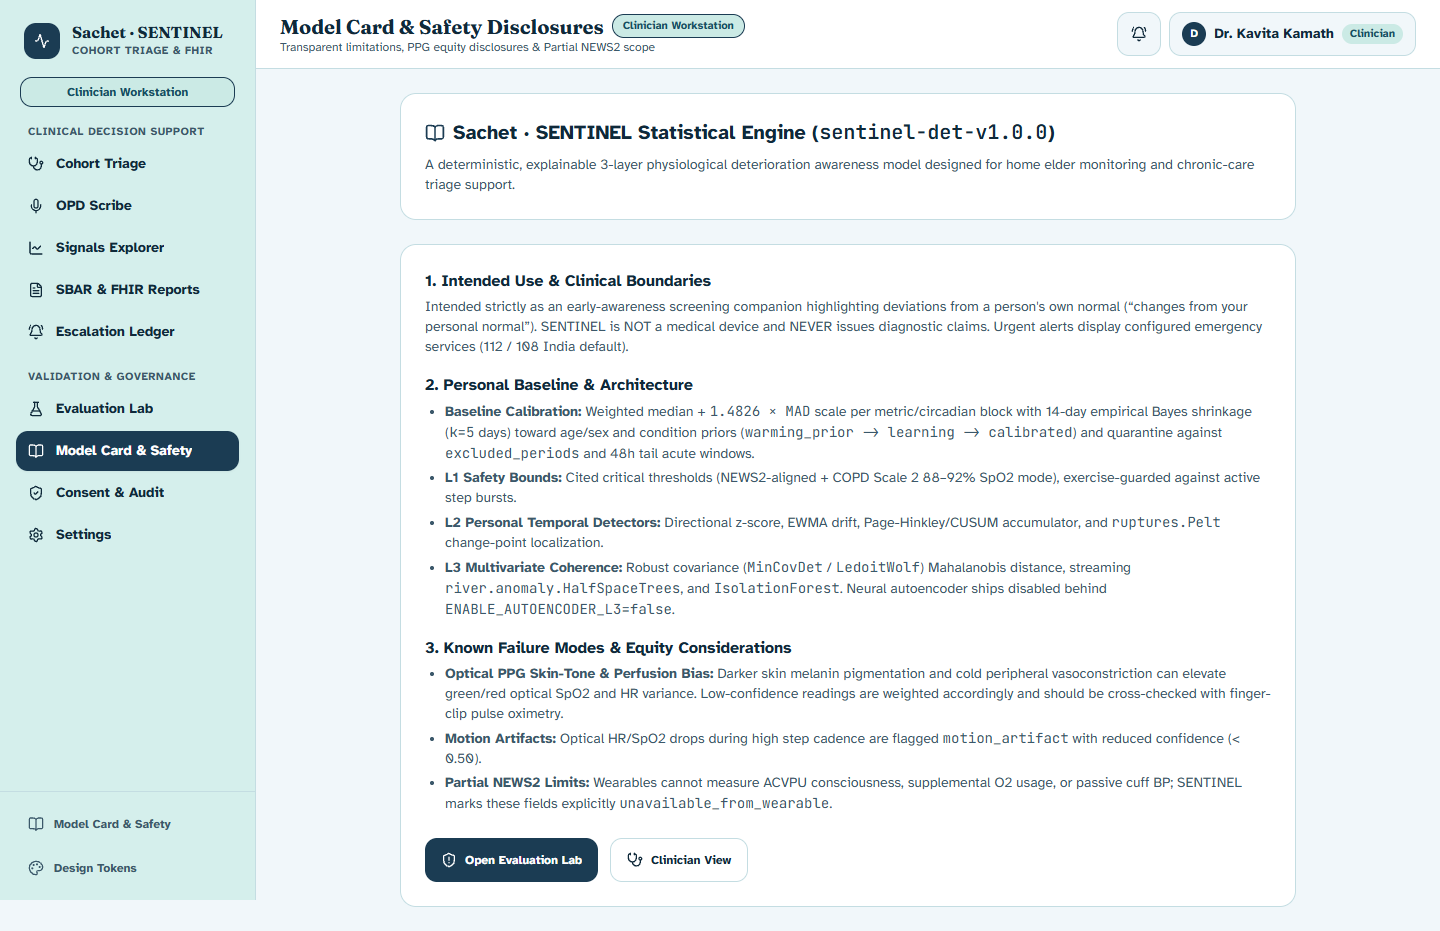 Sachet · SENTINEL
COHORT TRIAGE & FHIR
Clinician Workstation
CLINICAL DECISION SUPPORT
Cohort Triage
OPD Scribe
Signals Explorer
SBAR & FHIR Reports
Escalation Ledger
VALIDATION & GOVERNANCE
Evaluation Lab
Model Card & Safety
Consent & Audit
Settings
Model Card & Safety
Design Tokens
Model Card & Safety Disclosures
Clinician Workstation
Transparent limitations, PPG equity disclosures & Partial NEWS2 scope
D
Dr. Kavita Kamath
Clinician
Sachet · SENTINEL Statistical Engine (sentinel-det-v1.0.0)
A deterministic, explainable 3-layer physiological deterioration awareness model designed for home elder monitoring and chronic-care
triage support.
1. Intended Use & Clinical Boundaries
Intended strictly as an early-awareness screening companion highlighting deviations from a person's own normal (“changes from your
personal normal”). SENTINEL is NOT a medical device and NEVER issues diagnostic claims. Urgent alerts display configured emergency
services (112 / 108 India default).
2. Personal Baseline & Architecture
• Baseline Calibration: Weighted median + 1.4826 × MAD scale per metric/circadian block with 14-day empirical Bayes shrinkage
(k=5 days) toward age/sex and condition priors (warming_prior → learning → calibrated) and quarantine against
excluded_periods and 48h tail acute windows.
• L1 Safety Bounds: Cited critical thresholds (NEWS2-aligned + COPD Scale 2 88–92% SpO2 mode), exercise-guarded against active
step bursts.
• L2 Personal Temporal Detectors: Directional z-score, EWMA drift, Page-Hinkley/CUSUM accumulator, and ruptures.Pelt
change-point localization.
• L3 Multivariate Coherence: Robust covariance (MinCovDet / LedoitWolf) Mahalanobis distance, streaming
river.anomaly.HalfSpaceTrees, and IsolationForest. Neural autoencoder ships disabled behind
ENABLE_AUTOENCODER_L3=false.
3. Known Failure Modes & Equity Considerations
• Optical PPG Skin-Tone & Perfusion Bias: Darker skin melanin pigmentation and cold peripheral vasoconstriction can elevate
green/red optical SpO2 and HR variance. Low-confidence readings are weighted accordingly and should be cross-checked with finger-
clip pulse oximetry.
• Motion Artifacts: Optical HR/SpO2 drops during high step cadence are flagged motion_artifact with reduced confidence (<
0.50).
• Partial NEWS2 Limits: Wearables cannot measure ACVPU consciousness, supplemental O2 usage, or passive cuff BP; SENTINEL
marks these fields explicitly unavailable_from_wearable.
Open Evaluation Lab
Clinician View